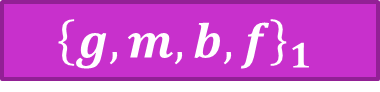 {g, m, b, f}₁